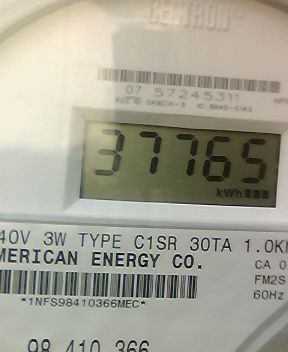 CENTRON®
07 57245311
37765
kWh
40V 3W TYPE C1SR 30TA 1.0K
MERICAN ENERGY CO.
CA 0
FM2S
*1NFS98410366MEC*
60Hz
98 410 366